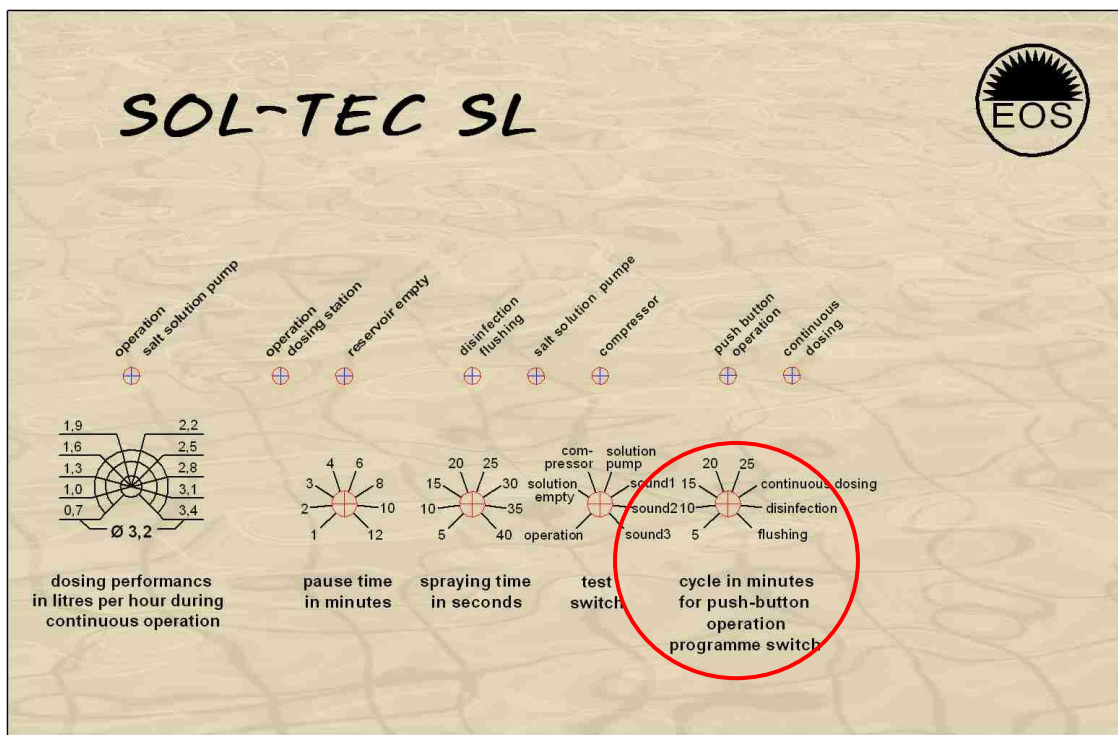 SOL-TEC SL
EOS
operation
salt solution pump
operation
dosing station
reservoir empty
disinfection
flushing
salt solution pumpe
compressor
push button
operation
continuous
dosing
1,9
1,6
1,3
1,0
0,7
2,2
2,5
2,8
3,1
3,4
Ø 3,2
dosing performancs
in litres per hour during
continuous operation
1
2
3
4
6
8
10
12
pause time
in minutes
5
10
15
20
25
30
35
40
spraying time
in seconds
operation
solution
empty
com-
pressor
solution
pump
sound1
sound2
sound3
test
switch
5
10
15
20
25
continuous dosing
disinfection
flushing
cycle in minutes
for push-button
operation
programme switch